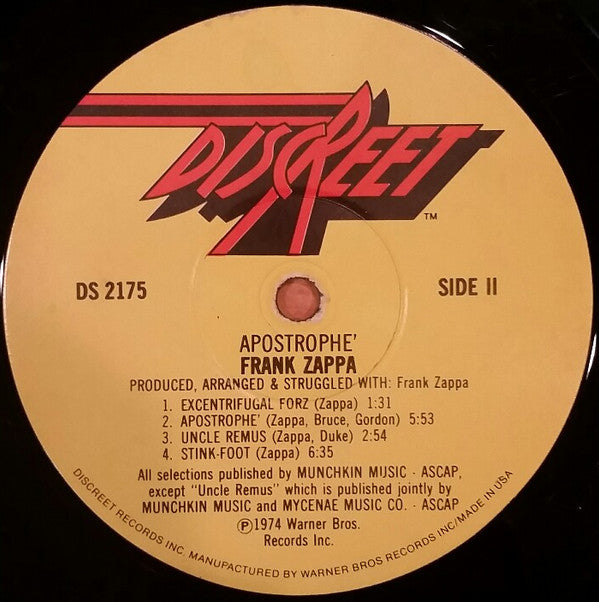 DISCREET
TM
DS 2175
SIDE II
APOSTROPHE'
FRANK ZAPPA
PRODUCED, ARRANGED & STRUGGLED WITH: Frank Zappa
1. EXCENTRIFUGAL FORZ (Zappa) 1:31
2. APOSTROPHE' (Zappa, Bruce, Gordon) 5:53
3. UNCLE REMUS (Zappa, Duke) 2:54
4. STINK-FOOT (Zappa) 6:35
All selections published by MUNCHKIN MUSIC · ASCAP,
except "Uncle Remus" which is published jointly by
MUNCHKIN MUSIC and MYCENAE MUSIC CO. · ASCAP
℗1974 Warner Bros.
Records Inc.
DISCREET RECORDS INC. MANUFACTURED BY WARNER BROS RECORDS INC/MADE IN USA